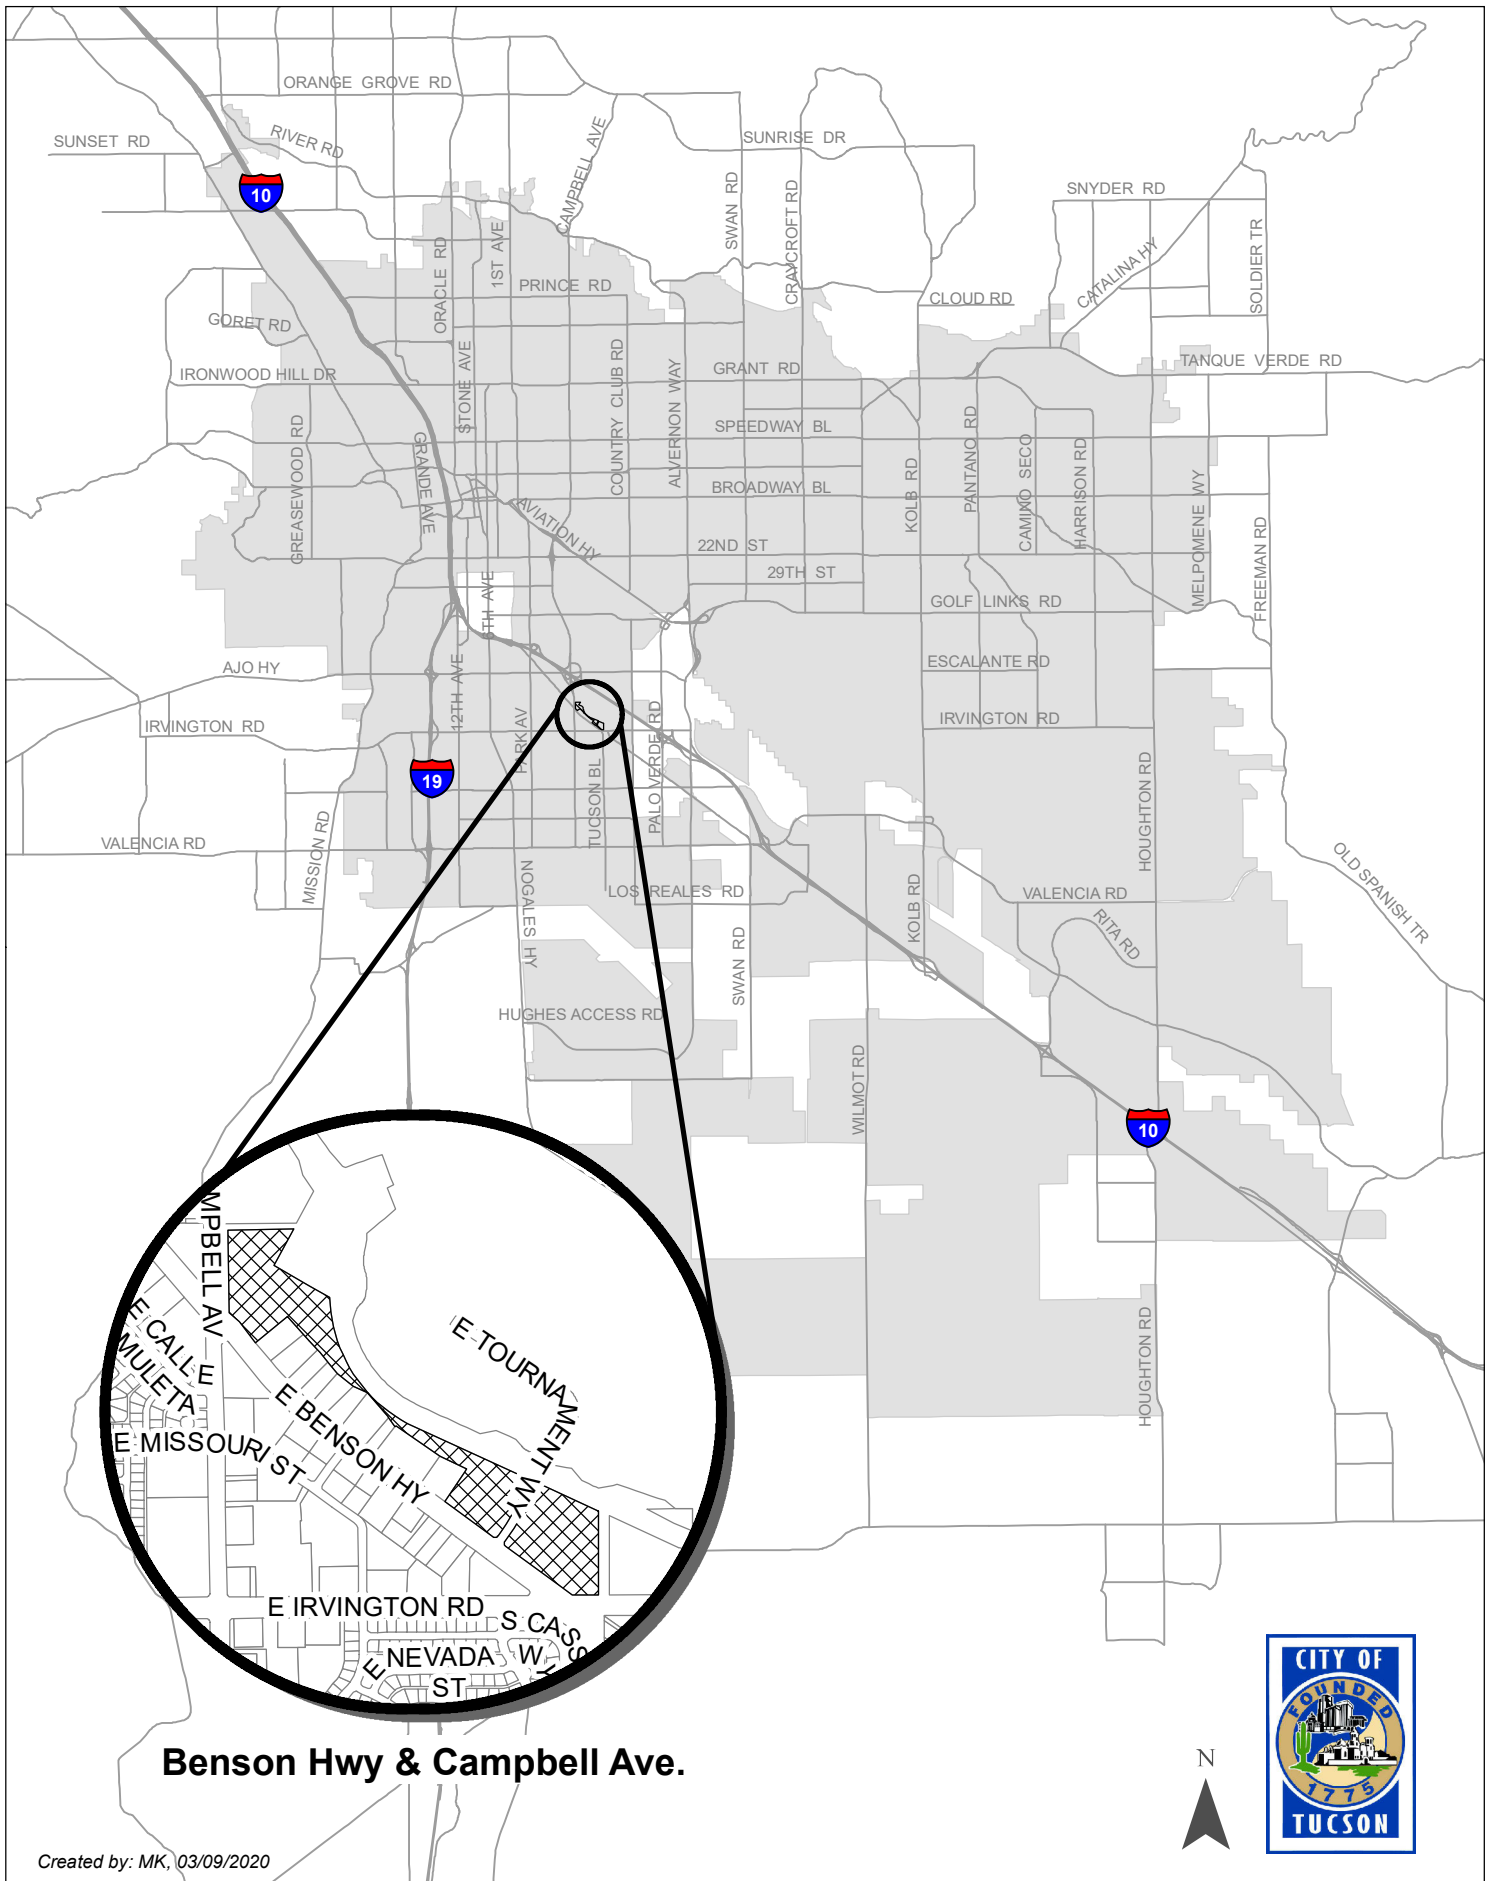 ORANGE GROVE RD
SUNSET RD
RIVER RD
CAMPBELL AVE
SUNRISE DR
10
SWAN RD
CRAYCROFT RD
SNYDER RD
ORACLE RD
1ST AVE
CATALINA HY
SOLDIER TR
PRINCE RD
CLOUD RD
GORET RD
IRONWOOD HILL DR
STONE AVE
COUNTRY CLUB RD
ALVERNON WAY
GRANT RD
TANQUE VERDE RD
GREASEWOOD RD
GRANDE AVE
SPEEDWAY BL
KOLB RD
PANTANO RD
CAMINO SECO
HARRISON RD
MELPOMENE WY
BROADWAY BL
AVIATION HY
22ND ST
FREEMAN RD
29TH ST
6TH AVE
GOLF LINKS RD
AJO HY
12TH AVE
ESCALANTE RD
IRVINGTON RD
PARK AV
PALO VERDE RD
IRVINGTON RD
19
TUCSON BL
HOUGHTON RD
VALENCIA RD
MISSION RD
NOGALES HY
LOS REALES RD
KOLB RD
VALENCIA RD
OLD SPANISH TR
RITA RD
SWAN RD
HUGHES ACCESS RD
WILMOT RD
10
HOUGHTON RD
MPBELL AV
E CALLE
MULETA
E TOURNAMENT WY
E BENSON HY
E MISSOURI ST
E IRVINGTON RD
S CASS
WY
E NEVADA
ST
Benson Hwy & Campbell Ave.
N
CITY OF
FOUNDED
1775
TUCSON
Created by: MK, 03/09/2020